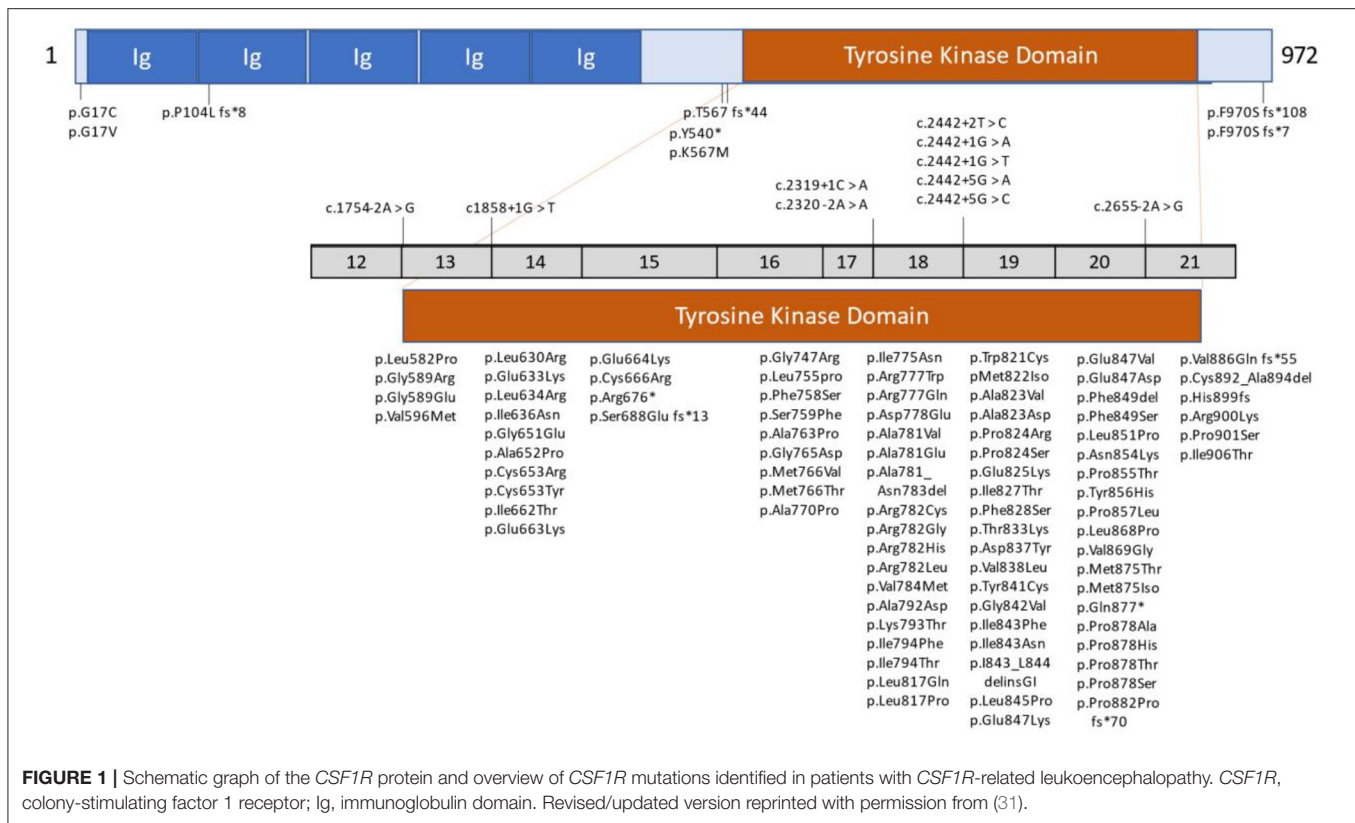 1
Ig
Ig
Ig
Ig
Ig
Tyrosine Kinase Domain
972
p.G17C
p.G17V
p.P104L fs*8
p.T567 fs*44
p.Y540*
p.K567M
p.F970S fs*108
p.F970S fs*7
c.1754-2A > G
c1858+1G > T
c.2319+1C > A
c.2320 -2A > A
c.2442+2T > C
c.2442+1G > A
c.2442+1G > T
c.2442+5G > A
c.2442+5G > C
c.2655-2A > G
12
13
14
15
16
17
18
19
20
21
Tyrosine Kinase Domain
p.Leu582Pro
p.Gly589Arg
p.Gly589Glu
p.Val596Met
p.Leu630Arg
p.Glu633Lys
p.Leu634Arg
p.Ile636Asn
p.Gly651Glu
p.Ala652Pro
p.Cys653Arg
p.Cys653Tyr
p.Ile662Thr
p.Glu663Lys
p.Glu664Lys
p.Cys666Arg
p.Arg676*
p.Ser688Glu fs*13
p.Gly747Arg
p.Leu755pro
p.Phe758Ser
p.Ser759Phe
p.Ala763Pro
p.Gly765Asp
p.Met766Val
p.Met766Thr
p.Ala770Pro
p.Ile775Asn
p.Arg777Trp
p.Arg777Gln
p.Asp778Glu
p.Ala781Val
p.Ala781Glu
p.Ala781_
Asn783del
p.Arg782Cys
p.Arg782Gly
p.Arg782His
p.Arg782Leu
p.Val784Met
p.Ala792Asp
p.Lys793Thr
p.Ile794Phe
p.Ile794Thr
p.Leu817Gln
p.Leu817Pro
p.Trp821Cys
pMet822Iso
p.Ala823Val
p.Ala823Asp
p.Pro824Arg
p.Pro824Ser
p.Glu825Lys
p.Ile827Thr
p.Phe828Ser
p.Thr833Lys
p.Asp837Tyr
p.Val838Leu
p.Tyr841Cys
p.Gly842Val
p.Ile843Phe
p.Ile843Asn
p.I843_L844
delinsGI
p.Leu845Pro
p.Glu847Lys
p.Glu847Val
p.Glu847Asp
p.Phe849del
p.Phe849Ser
p.Leu851Pro
p.Asn854Lys
p.Pro855Thr
p.Tyr856His
p.Pro857Leu
p.Leu868Pro
p.Val869Gly
p.Met875Thr
p.Met875Iso
p.Gln877*
p.Pro878Ala
p.Pro878His
p.Pro878Thr
p.Pro878Ser
p.Pro882Pro
fs*70
p.Val886Gln fs*55
p.Cys892_Ala894del
p.His899fs
p.Arg900Lys
p.Pro901Ser
p.Ile906Thr
FIGURE 1 | Schematic graph of the CSF1R protein and overview of CSF1R mutations identified in patients with CSF1R-related leukoencephalopathy. CSF1R,
colony-stimulating factor 1 receptor; Ig, immunoglobulin domain. Revised/updated version reprinted with permission from (31).